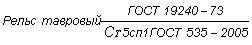 Рельс тавровый
ГОСТ 19240 – 73
Ст5сп1 ГОСТ 535 – 2005